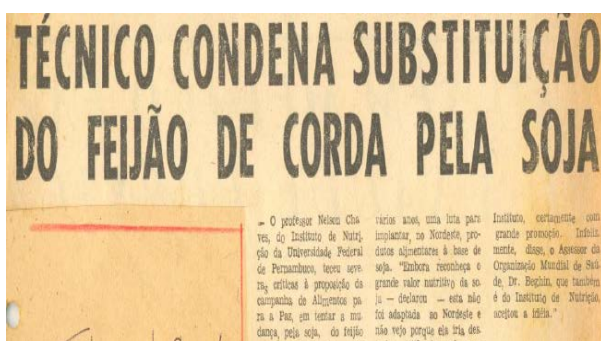 TÉCNICO CONDENA SUBSTITUIÇÃO
DO FEIJÃO DE CORDA PELA SOJA
— O professor Nelson Cha
ves, do Instituto de Nutri,
ção da Universidade Federal
de Pernambuco, teceu seve
ras críticas à proposição da
campanha de Alimentos pa
ra a Paz, em tentar a mu
dança, pela soja, do feijão
vários anos, uma luta para
implantar, no Nordeste, pro-
dutos alimentares à base de
soja. "Embora reconheça o
grande valor nutritivo da so
ja — declarou — esta não
foi adaptada ao Nordeste e
não vejo porque ela iria des
Instituto, certamente com
grande promoção. Infeliz
mente, disse, o Assessor da
Organização Mundial de Saú
de, Dr. Beghin, que também
é do Instituto de Nutrição,
aceitou a idéia."